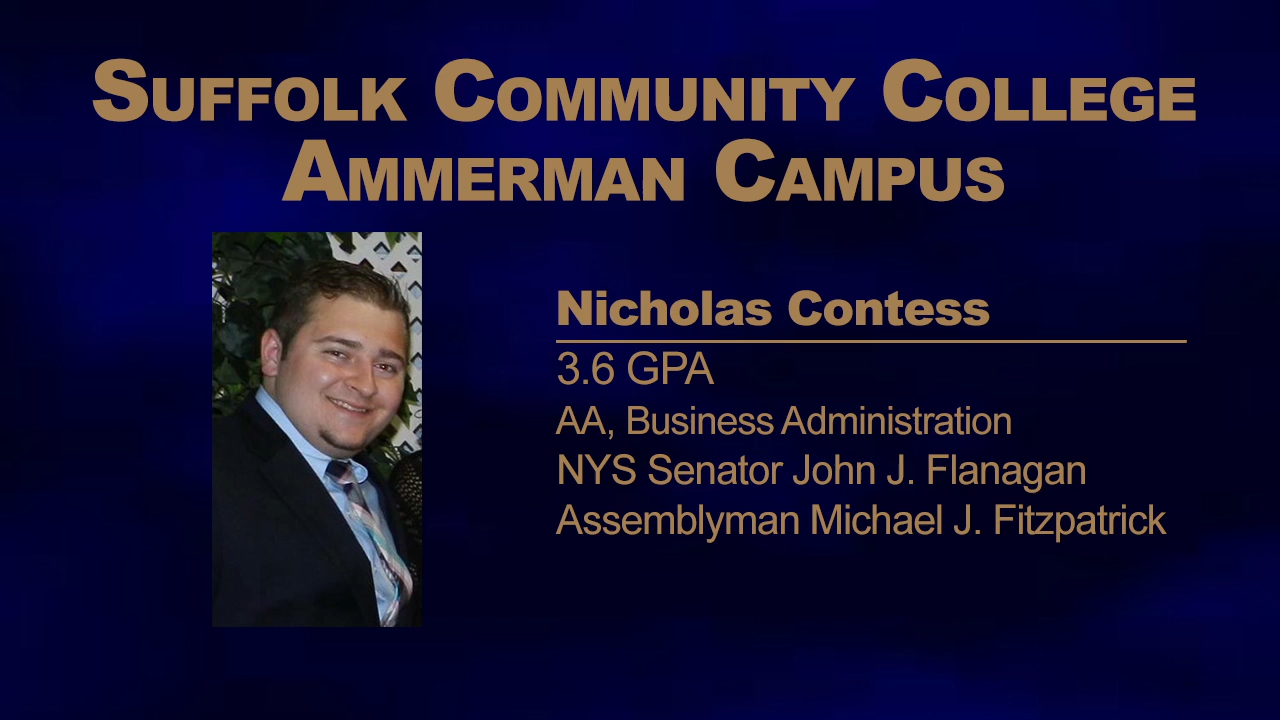 SUFFOLK COMMUNITY COLLEGE
AMMERMAN CAMPUS
Nicholas Contess
3.6 GPA
AA, Business Administration
NYS Senator John J. Flanagan
Assemblyman Michael J. Fitzpatrick